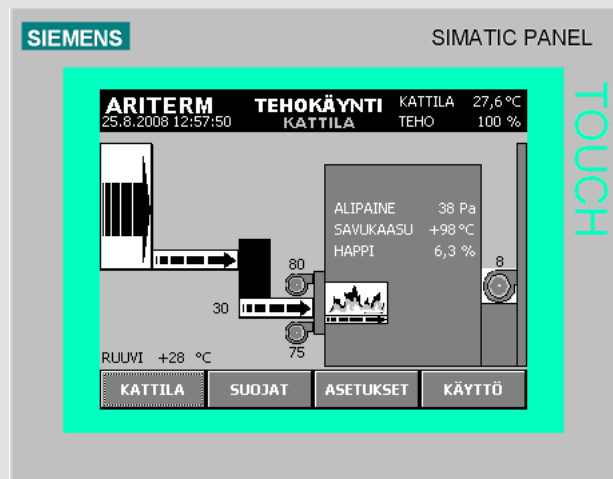 SIEMENS SIMATIC PANEL
TOUCH
ARITERM TEHOKÄYNTI KATTILA 27,6 °C
25.8.2008 12:57:50 KATTILA TEHO 100 %
ALIPAINE 38 Pa
SAVUKAASU +98 °C
HAPPI 6,3 %
80
8
30
75
RUUVI +28 °C
KATTILA SUOJAT ASETUKSET KÄYTTÖ